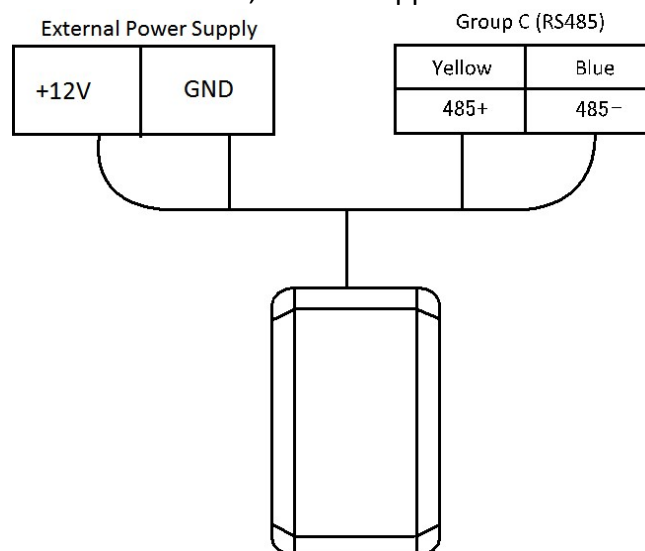 External Power Supply
Group C (RS485)
+12V
GND
Yellow
Blue
485+
485−